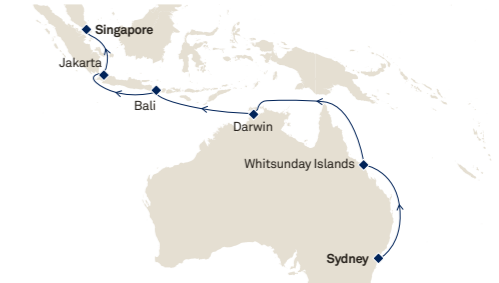 Singapore
Jakarta
Bali
Darwin
Whitsunday Islands
Sydney